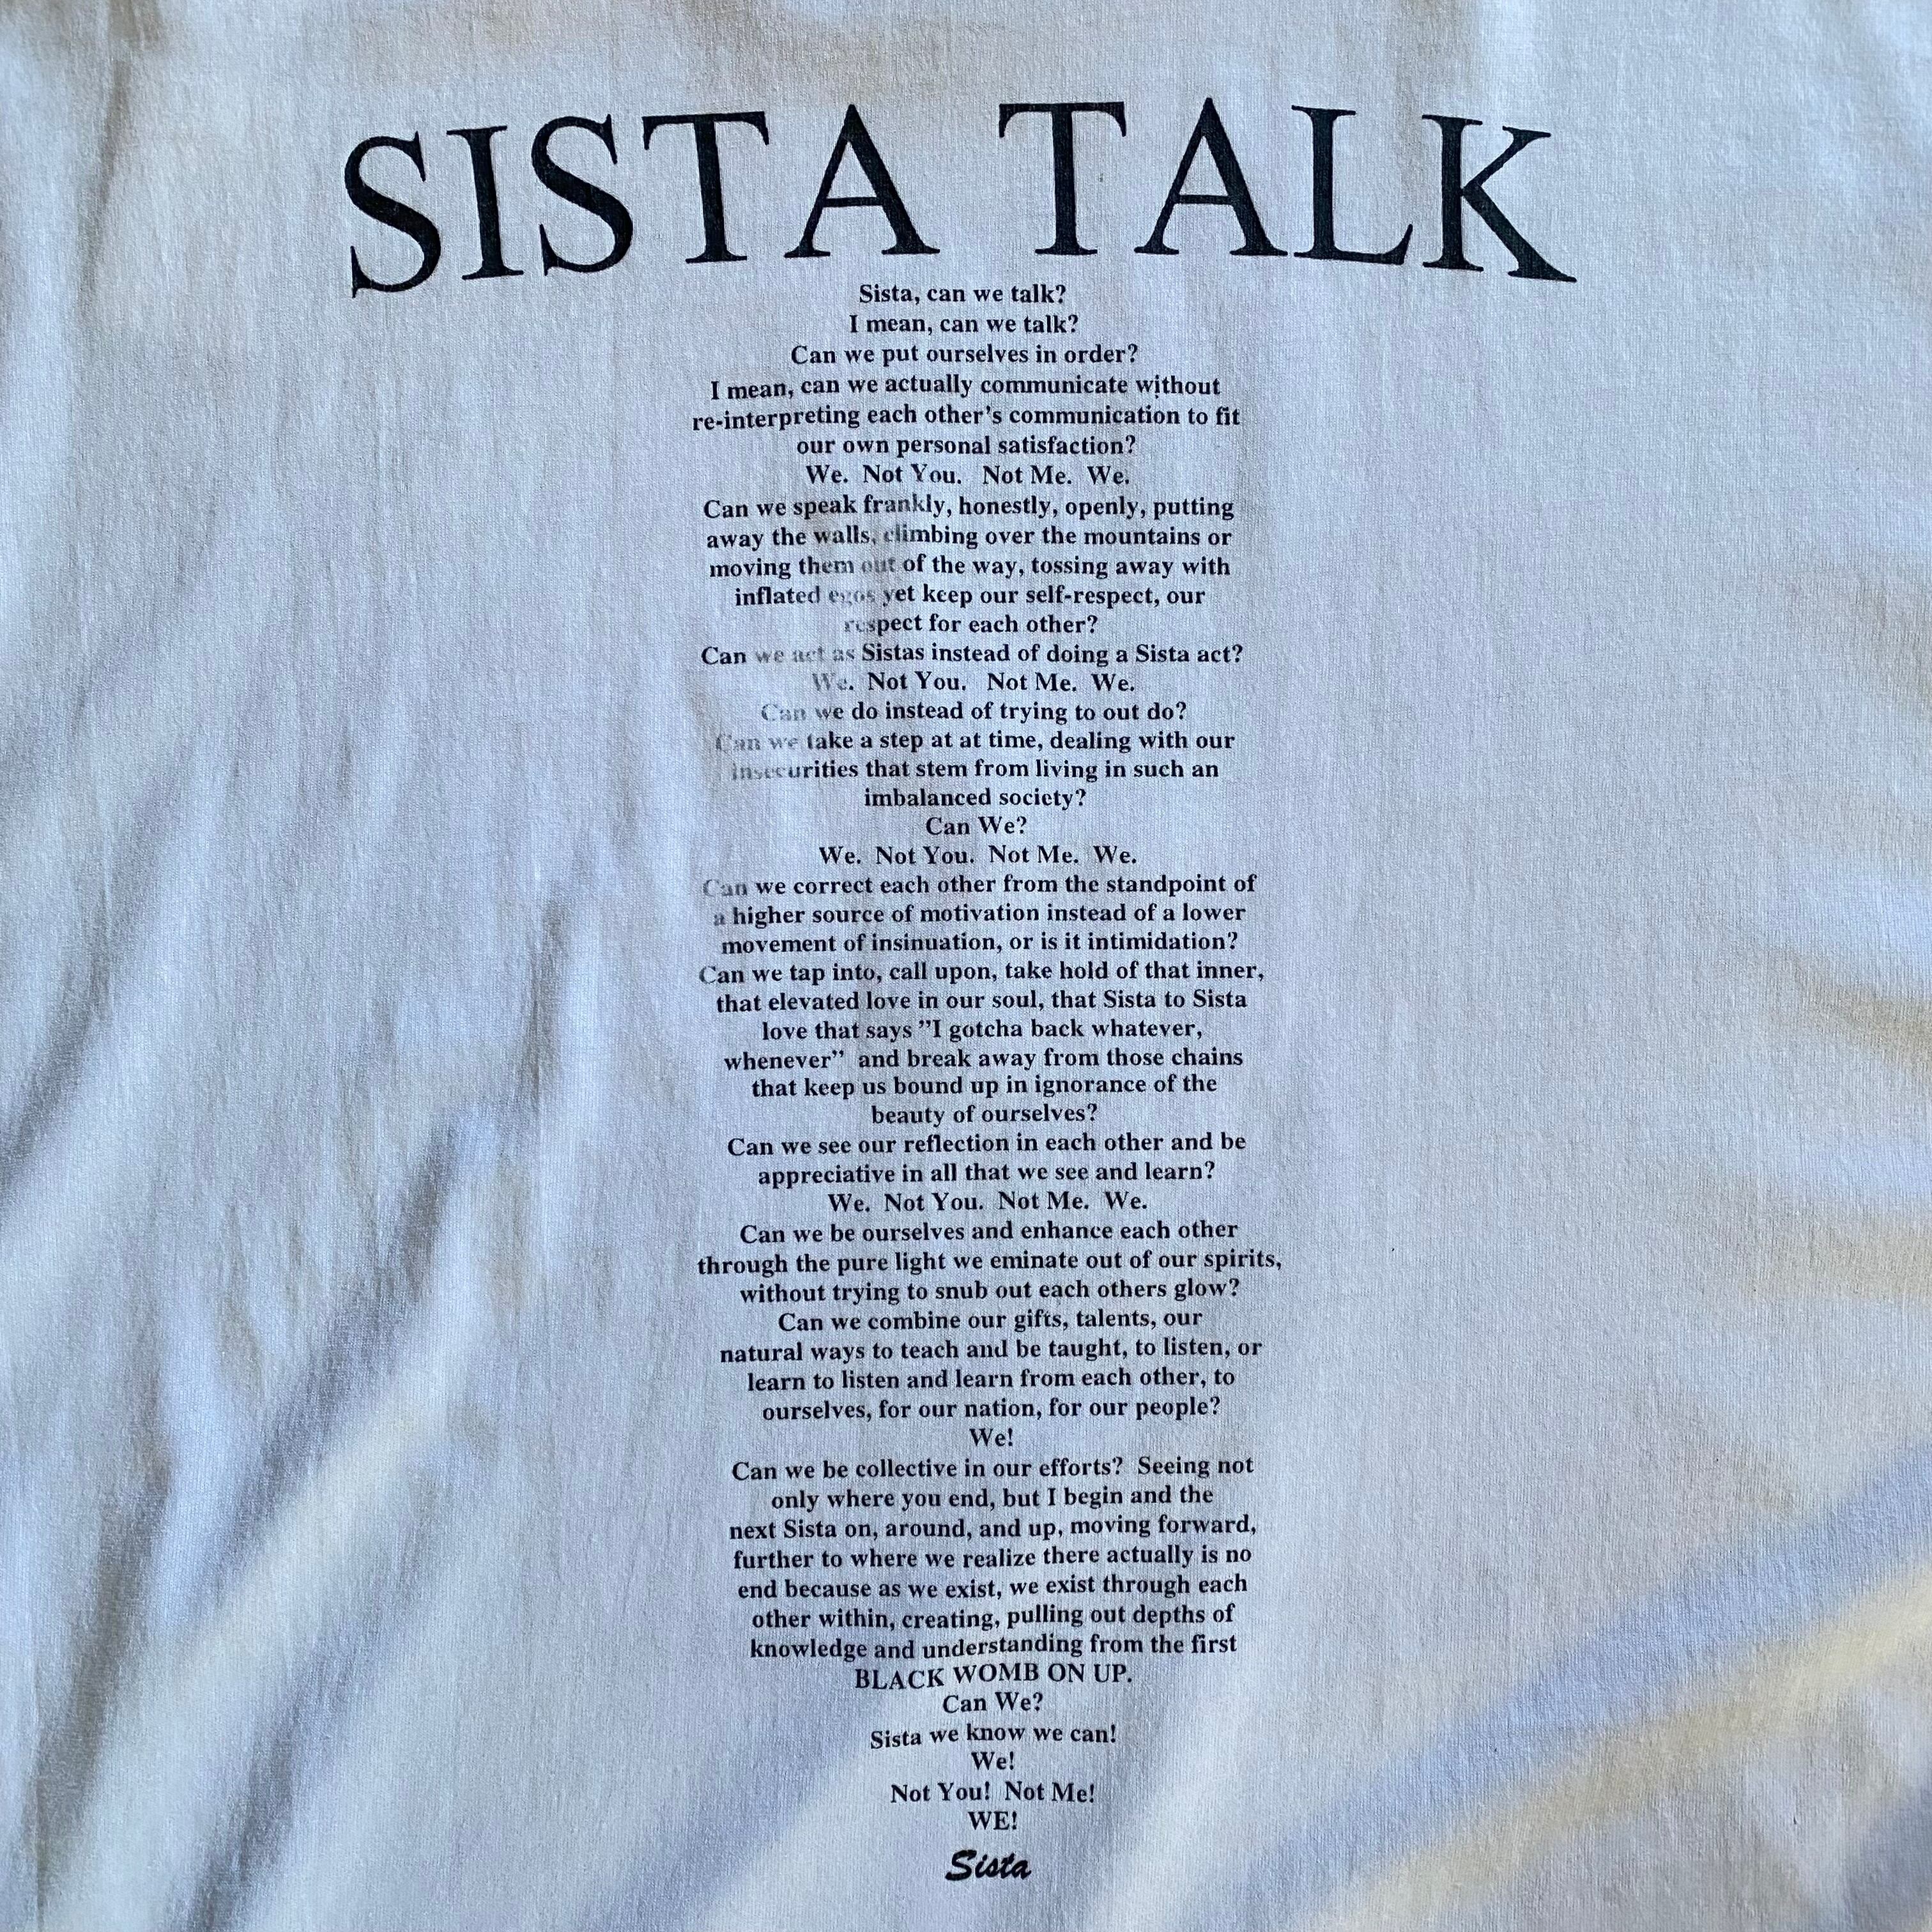 SISTA TALK
Sista, can we talk?
I mean, can we talk?
Can we put ourselves in order?
I mean, can we actually communicate without
re-interpreting each other's communication to fit
our own personal satisfaction?
We. Not You. Not Me. We.
Can we speak frankly, honestly, openly, putting
away the walls, climbing over the mountains or
moving them out of the way, tossing away with
inflated egos yet keep our self-respect, our
respect for each other?
Can we act as Sistas instead of doing a Sista act?
We. Not You. Not Me. We.
Can we do instead of trying to out do?
Can we take a step at at time, dealing with our
insecurities that stem from living in such an
imbalanced society?
Can We?
We. Not You. Not Me. We.
Can we correct each other from the standpoint of
a higher source of motivation instead of a lower
movement of insinuation, or is it intimidation?
Can we tap into, call upon, take hold of that inner,
that elevated love in our soul, that Sista to Sista
love that says ”I gotcha back whatever,
whenever” and break away from those chains
that keep us bound up in ignorance of the
beauty of ourselves?
Can we see our reflection in each other and be
appreciative in all that we see and learn?
We. Not You. Not Me. We.
Can we be ourselves and enhance each other
through the pure light we eminate out of our spirits,
without trying to snub out each others glow?
Can we combine our gifts, talents, our
natural ways to teach and be taught, to listen, or
learn to listen and learn from each other, to
ourselves, for our nation, for our people?
We!
Can we be collective in our efforts? Seeing not
only where you end, but I begin and the
next Sista on, around, and up, moving forward,
further to where we realize there actually is no
end because as we exist, we exist through each
other within, creating, pulling out depths of
knowledge and understanding from the first
BLACK WOMB ON UP.
Can We?
Sista we know we can!
We!
Not You! Not Me!
WE!
Sista